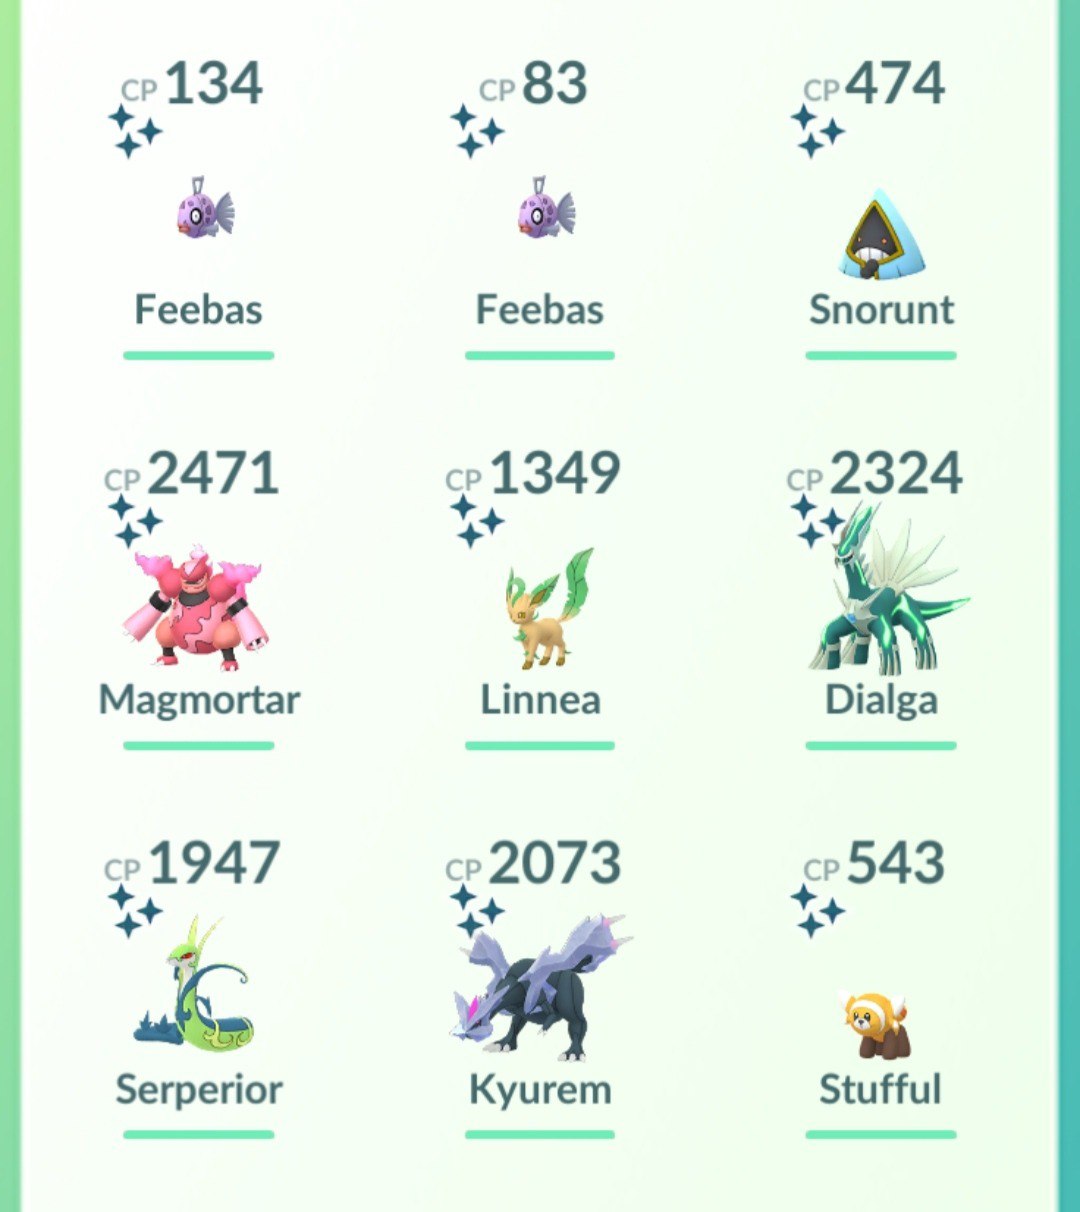 CP 134 CP 83 CP 474
Feebas Feebas Snorunt
CP 2471 CP 1349 CP 2324
Magmortar Linnea Dialga
CP 1947 CP 2073 CP 543
Serperior Kyurem Stufful